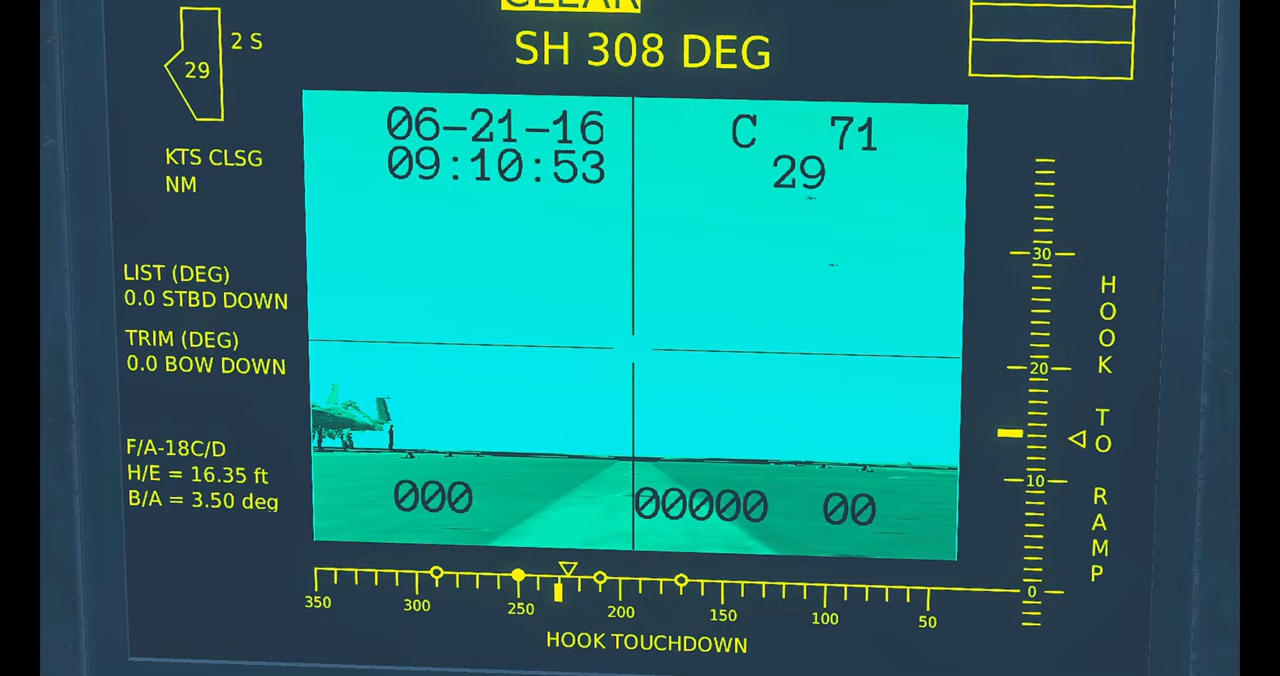 CLEAR
SH 308 DEG
2 S
29
KTS CLSG
NM
06-21-16
09:10:53
C 71
29
LIST (DEG)
0.0 STBD DOWN
TRIM (DEG)
0.0 BOW DOWN
F/A-18C/D
H/E = 16.35 ft
B/A = 3.50 deg
000 00000 00
30
20
10
0
HOOK TO RAMP
350 300 250 200 150 100 50
HOOK TOUCHDOWN